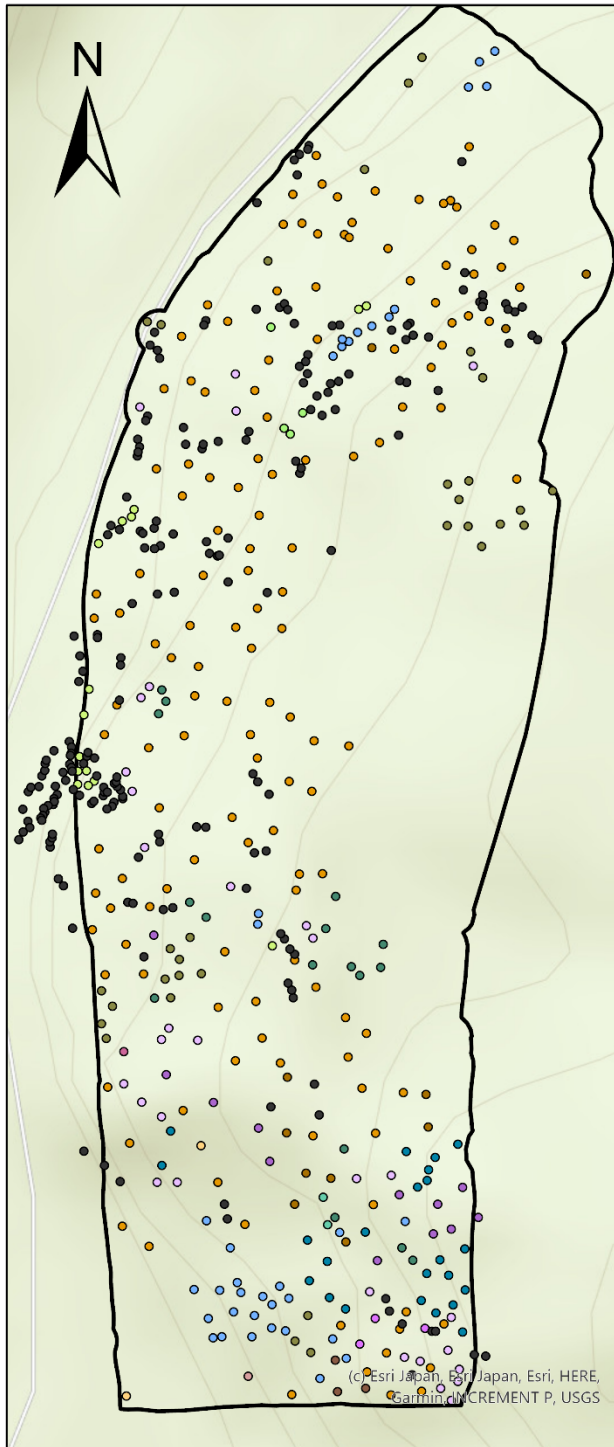 N
(c) Esri Japan, Esri Japan, Esri, HERE,
Garmin, INCREMENT P, USGS